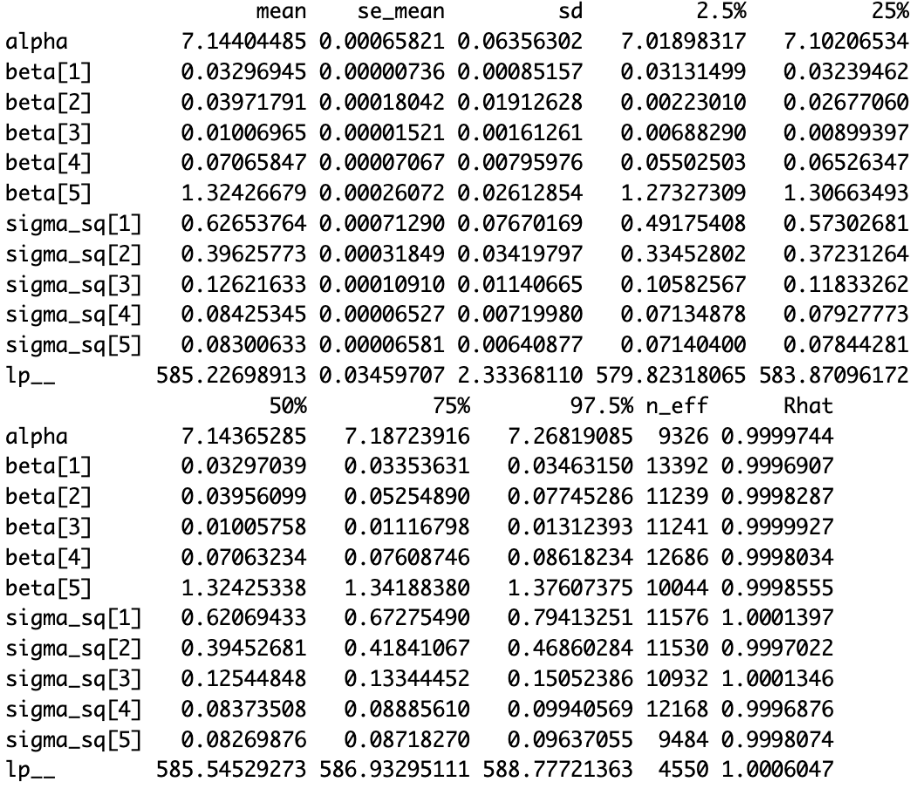 mean se_mean sd 2.5% 25%
alpha 7.14404485 0.00065821 0.06356302 7.01898317 7.10206534
beta[1] 0.03296945 0.00000736 0.00085157 0.03131499 0.03239462
beta[2] 0.03971791 0.00018042 0.01912628 0.00223010 0.02677060
beta[3] 0.01006965 0.00001521 0.00161261 0.00688290 0.00899397
beta[4] 0.07065847 0.00007067 0.00795976 0.05502503 0.06526347
beta[5] 1.32426679 0.00026072 0.02612854 1.27327309 1.30663493
sigma_sq[1] 0.62653764 0.00071290 0.07670169 0.49175408 0.57302681
sigma_sq[2] 0.39625773 0.00031849 0.03419797 0.33452802 0.37231264
sigma_sq[3] 0.12621633 0.00010910 0.01140665 0.10582567 0.11833262
sigma_sq[4] 0.08425345 0.00006527 0.00719980 0.07134878 0.07927773
sigma_sq[5] 0.08300633 0.00006581 0.00640877 0.07140400 0.07844281
lp__ 585.22698913 0.03459707 2.33368110 579.82318065 583.87096172
50% 75% 97.5% n_eff Rhat
alpha 7.14365285 7.18723916 7.26819085 9326 0.9999744
beta[1] 0.03297039 0.03353631 0.03463150 13392 0.9996907
beta[2] 0.03956099 0.05254890 0.07745286 11239 0.9998287
beta[3] 0.01005758 0.01116798 0.01312393 11241 0.9999927
beta[4] 0.07063234 0.07608746 0.08618234 12686 0.9998034
beta[5] 1.32425338 1.34188380 1.37607375 10044 0.9998555
sigma_sq[1] 0.62069433 0.67275490 0.79413251 11576 1.0001397
sigma_sq[2] 0.39452681 0.41841067 0.46860284 11530 0.9997022
sigma_sq[3] 0.12544848 0.13344452 0.15052386 10932 1.0001346
sigma_sq[4] 0.08373508 0.08885610 0.09940569 12168 0.9996876
sigma_sq[5] 0.08269876 0.08718270 0.09637055 9484 0.9998074
lp__ 585.54529273 586.93295111 588.77721363 4550 1.0006047